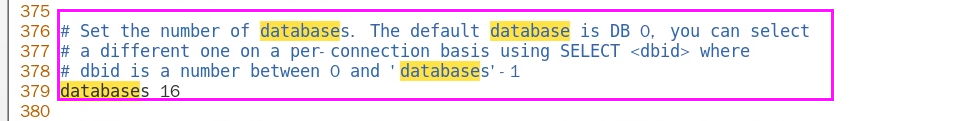 375
376 # Set the number of databases. The default database is DB 0, you can select
377 # a different one on a per-connection basis using SELECT <dbid> where
378 # dbid is a number between 0 and 'databases'-1
379 databases 16
380